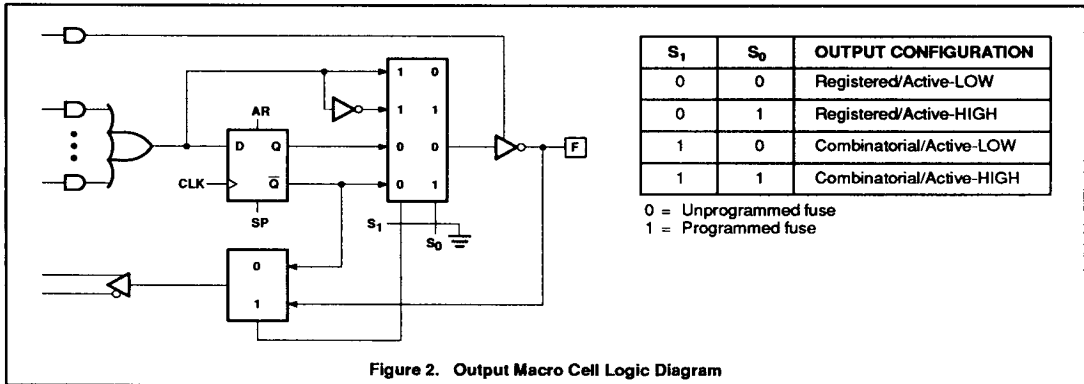 AR
D Q
CLK Q̅
SP
1 0
1 1
0 0
0 1
S1
S0
F
0
1
S1 S0 OUTPUT CONFIGURATION
0 0 Registered/Active-LOW
0 1 Registered/Active-HIGH
1 0 Combinatorial/Active-LOW
1 1 Combinatorial/Active-HIGH
0 = Unprogrammed fuse
1 = Programmed fuse
Figure 2. Output Macro Cell Logic Diagram